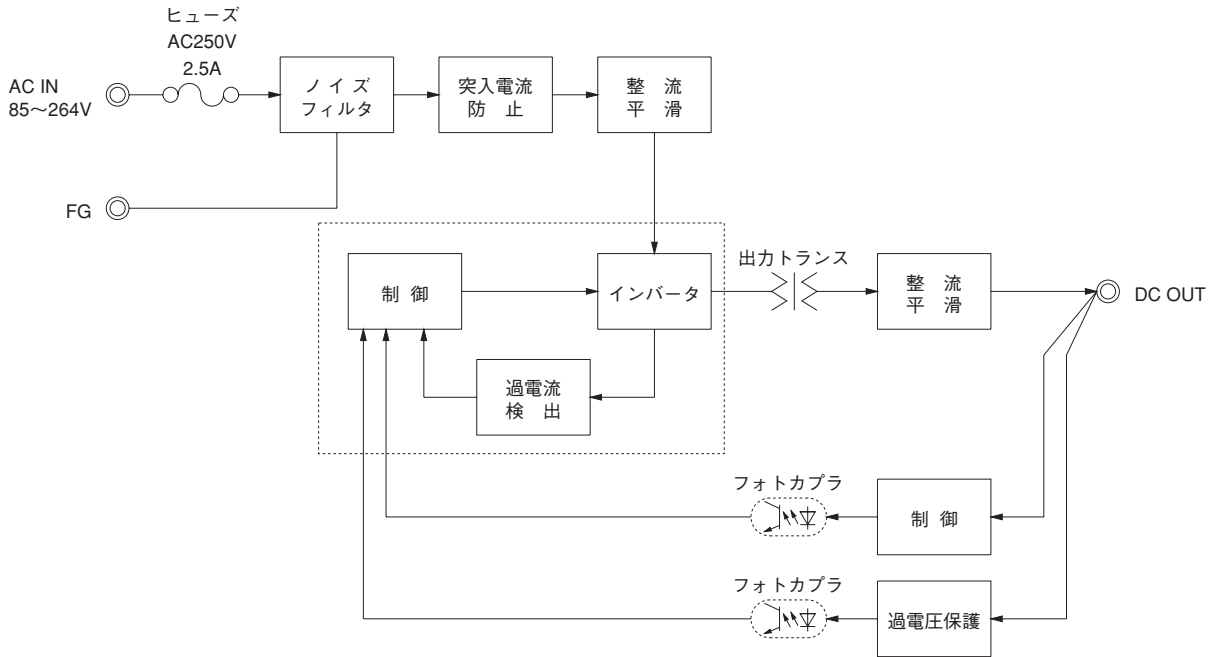 ヒューズ
AC250V
2.5A
AC IN
85～264V
ノ イ ズ
フィルタ
突入電流
防 止
整 流
平 滑
FG
制 御
インバータ
出力トランス
整 流
平 滑
DC OUT
過電流
検 出
フォトカプラ
制 御
フォトカプラ
過電圧保護